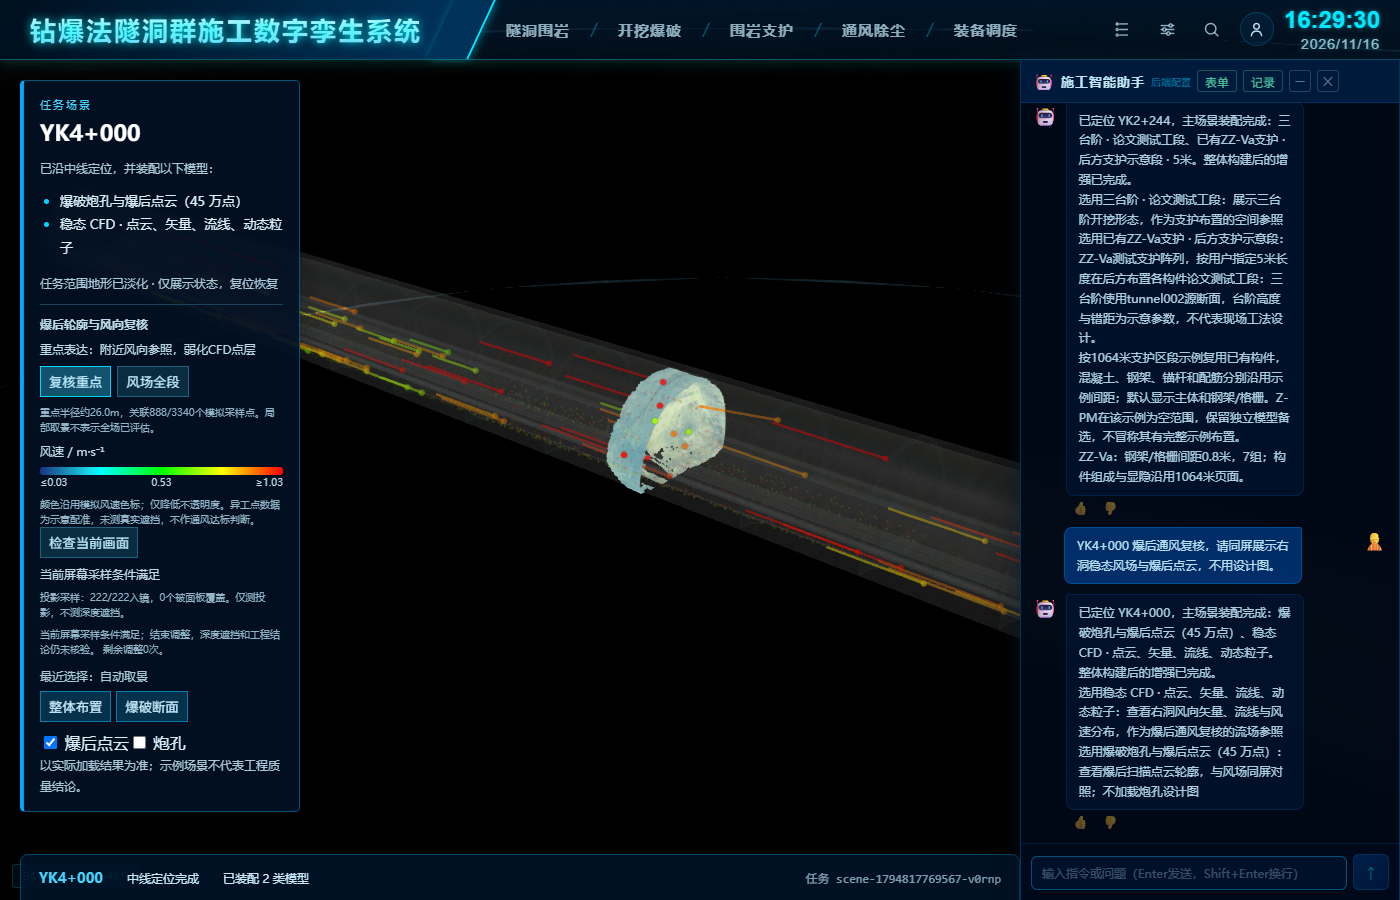 钻爆法隧洞群施工数字孪生系统
隧洞围岩 / 开挖爆破 / 围岩支护 / 通风除尘 / 装备调度
16:29:30
2026/11/16
任务场景
YK4+000
已沿中线定位，并装配以下模型：
爆破炮孔与爆后点云（45 万点）
稳态 CFD · 点云、矢量、流线、动态粒
子
任务范围地形已淡化 · 仅展示状态，复位恢复
爆后轮廓与风向复核
重点表达：附近风向参照，弱化CFD点层
复核重点 风场全段
重点半径约26.0m，关联888/3340个模拟采样点。局
部取景不表示全场已评估。
风速 / m·s⁻¹
≤0.03 0.53 ≥1.03
颜色沿用模拟风速色标；仅降低不透明度。异工点数据
为示意配准，未测真实遮挡，不作通风达标判断。
检查当前画面
当前屏幕采样条件满足
投影采样：222/222入镜，0个被面板覆盖。仅测投
影，不测深度遮挡。
当前屏幕采样条件满足；结束调整，深度遮挡和工程结
论仍未核验。 剩余调整0次。
最近选择：自动取景
整体布置 爆破断面
爆后点云 炮孔
以实际加载结果为准；示例场景不代表工程质
量结论。
YK4+000 中线定位完成 已装配 2 类模型
任务 scene-1794817769567-v0rnp
施工智能助手 后端配置 表单 记录
已定位 YK2+244，主场景装配完成：三
台阶 · 论文测试工段、已有ZZ-Va支护 ·
后方支护示意段 · 5米。整体构建后的增
强已完成。
选用三台阶 · 论文测试工段：展示三台
阶开挖形态，作为支护布置的空间参照
选用已有ZZ-Va支护 · 后方支护示意段：
ZZ-Va测试支护阵列，按用户指定5米长
度在后方布置各构件论文测试工段：三
台阶使用tunnel002源断面，台阶高度
与错距为示意参数，不代表现场工法设
计。
按1064米支护区段示例复用已有构件，
混凝土、钢架、锚杆和配筋分别沿用示
例间距；默认显示主体和钢架/格栅。Z-
PM在该示例为空范围，保留独立模型备
选，不冒称其有完整示例布置。
ZZ-Va：钢架/格栅间距0.8米，7组；构
件组成与显隐沿用1064米页面。
YK4+000 爆后通风复核，请同屏展示右
洞稳态风场与爆后点云，不用设计图。
已定位 YK4+000，主场景装配完成：爆
破炮孔与爆后点云（45 万点）、稳态
CFD · 点云、矢量、流线、动态粒子。
整体构建后的增强已完成。
选用稳态 CFD · 点云、矢量、流线、动
态粒子：查看右洞风向矢量、流线与风
速分布，作为爆后通风复核的流场参照
选用爆破炮孔与爆后点云（45 万点）：
查看爆后扫描点云轮廓，与风场同屏对
照；不加载炮孔设计图
输入指令或问题（Enter发送，Shift+Enter换行）